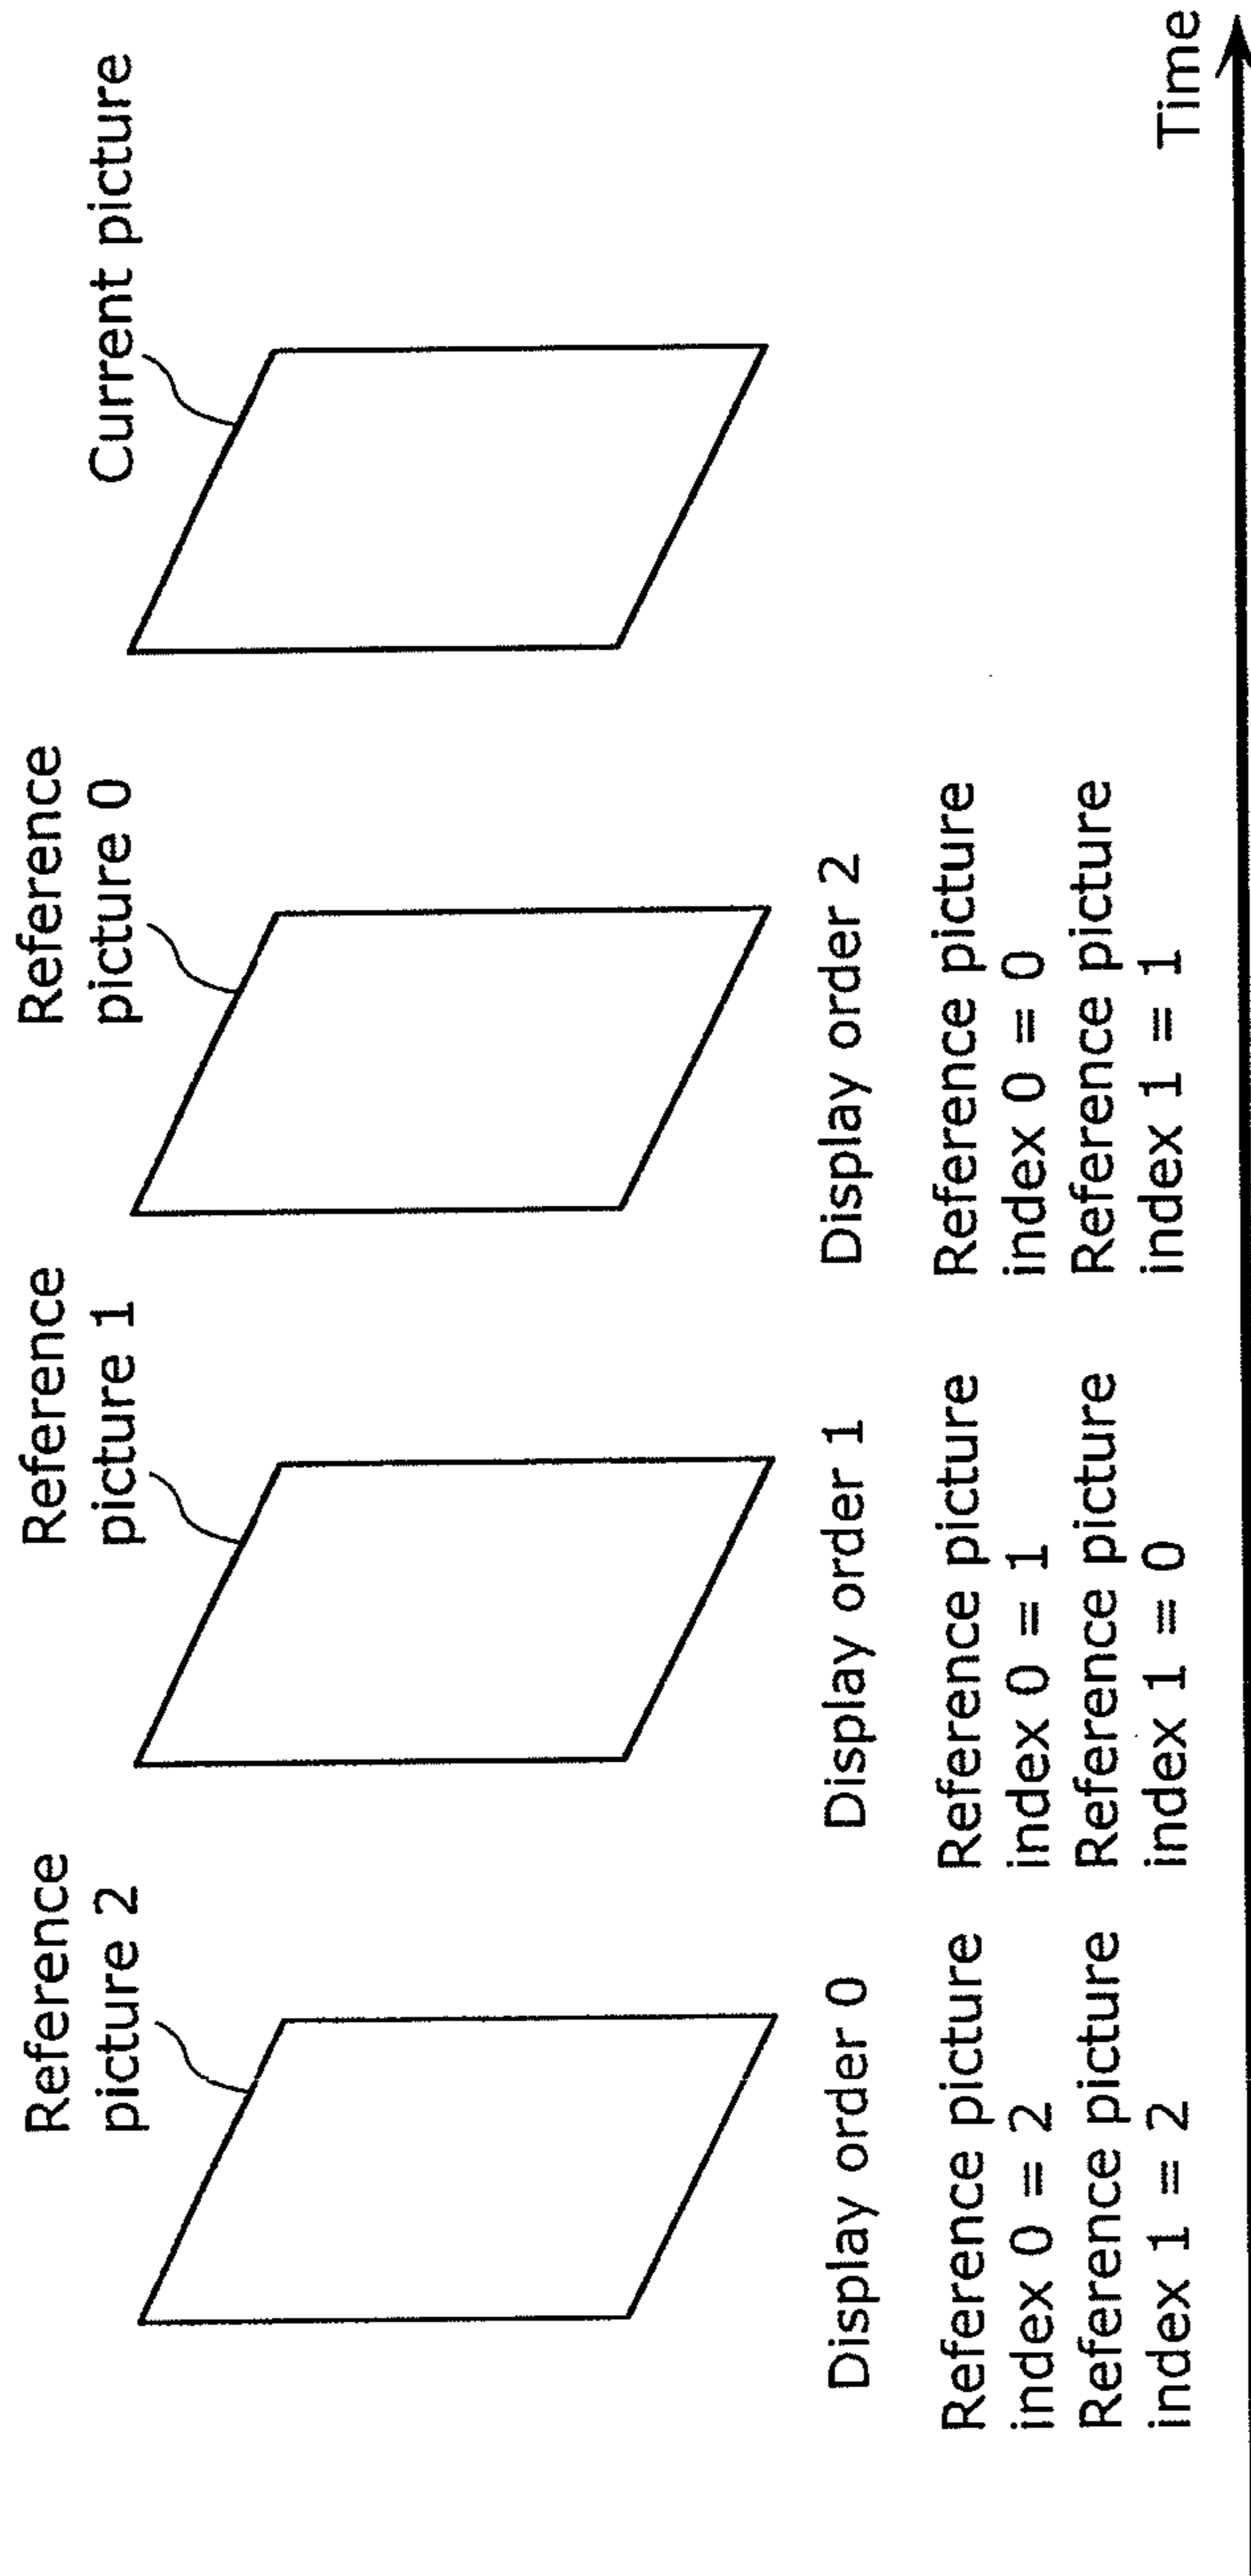 Reference
picture 2
Reference
picture 1
Reference
picture 0
Current picture
Display order 0
Display order 1
Display order 2
Reference picture
index 0 = 2
Reference picture
index 1 = 2
Reference picture
index 0 = 1
Reference picture
index 1 = 0
Reference picture
index 0 = 0
Reference picture
index 1 = 1
Time